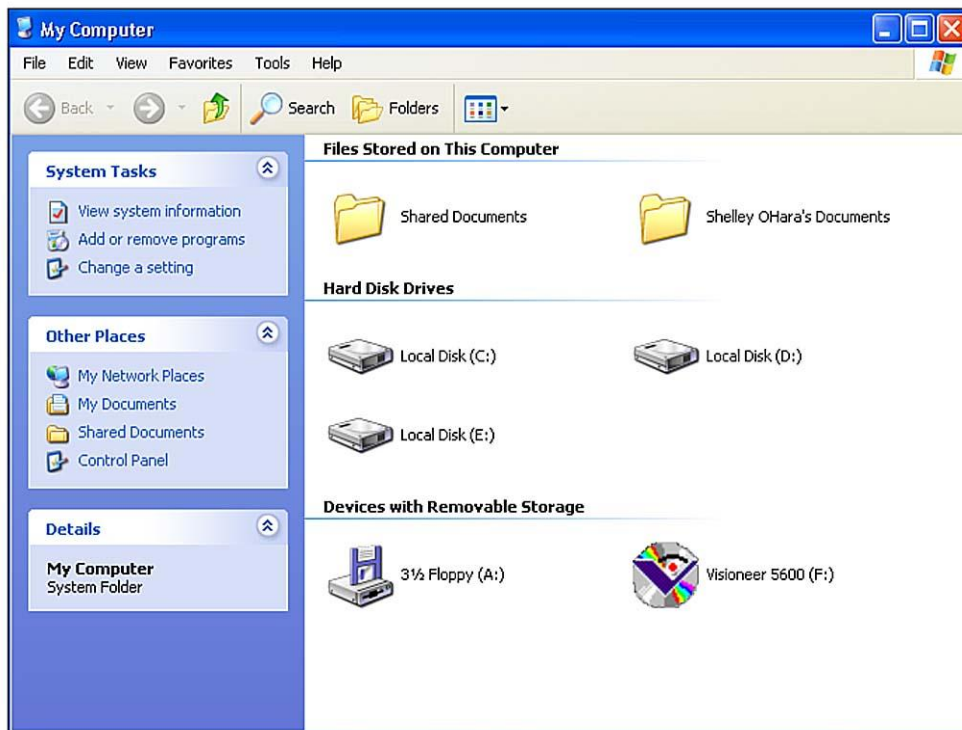 My Computer
File Edit View Favorites Tools Help
Back Search Folders
System Tasks
View system information
Add or remove programs
Change a setting
Other Places
My Network Places
My Documents
Shared Documents
Control Panel
Details
My Computer
System Folder
Files Stored on This Computer
Shared Documents Shelley OHara's Documents
Hard Disk Drives
Local Disk (C:) Local Disk (D:)
Local Disk (E:)
Devices with Removable Storage
3½ Floppy (A:) Visioneer 5600 (F:)